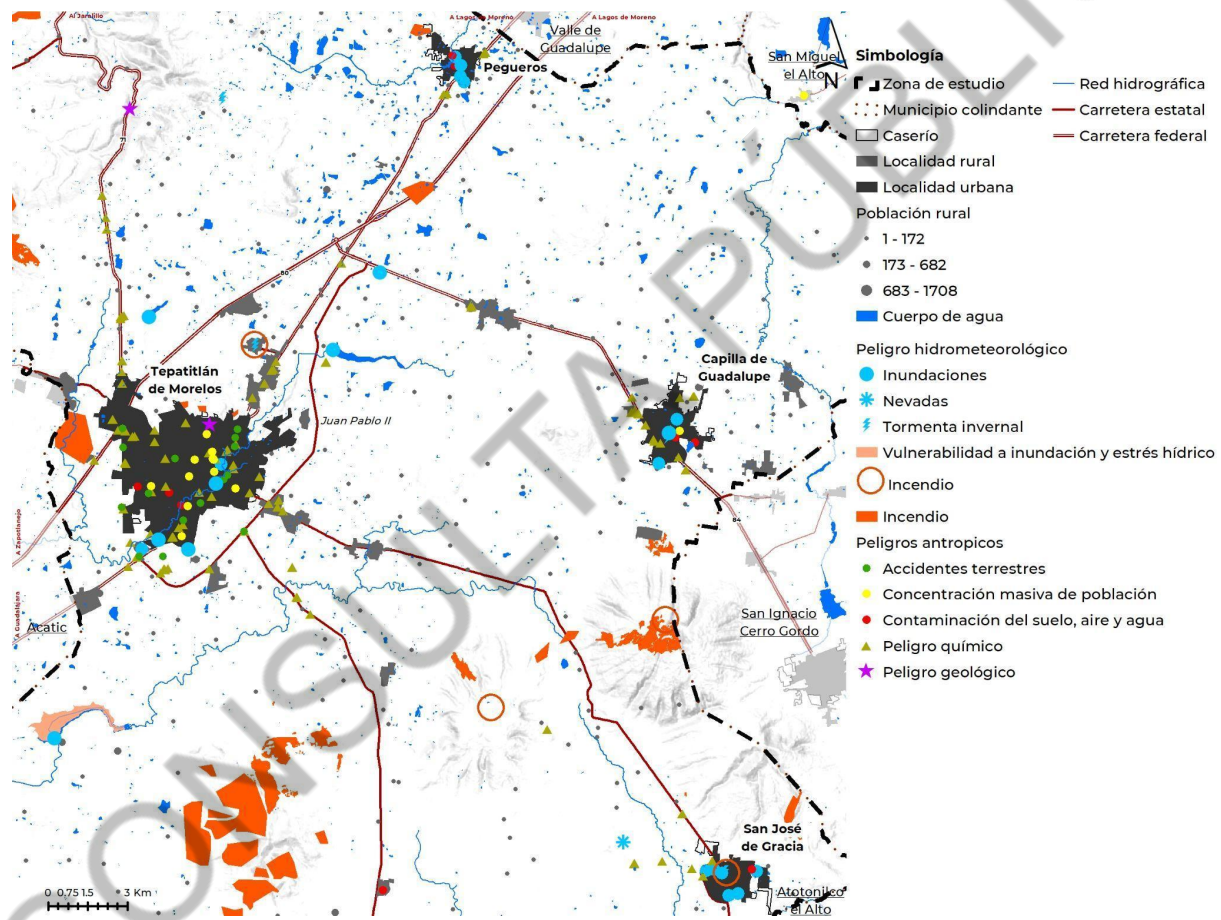 Al Jaralillo
A Lagos de Moreno
A Lagos de Moreno
Valle de
Guadalupe
Pegueros
San Miguel
el Alto
N
80
Tepatitlán
de Morelos
Juan Pablo II
Capilla de
Guadalupe
84
A Zapotlanejo
A Guadalajara
Acatic
San Ignacio
Cerro Gordo
San José
de Gracia
Atotonilco
el Alto
0 0.75 1.5 3 Km
CONSULTA PÚBLI
Simbología
Zona de estudio
Municipio colindante
Caserío
Localidad rural
Localidad urbana
Población rural
1 - 172
173 - 682
683 - 1708
Cuerpo de agua
Red hidrográfica
Carretera estatal
Carretera federal
Peligro hidrometeorológico
Inundaciones
Nevadas
Tormenta invernal
Vulnerabilidad a inundación y estrés hídrico
Incendio
Incendio
Peligros antropicos
Accidentes terrestres
Concentración masiva de población
Contaminación del suelo, aire y agua
Peligro químico
Peligro geológico